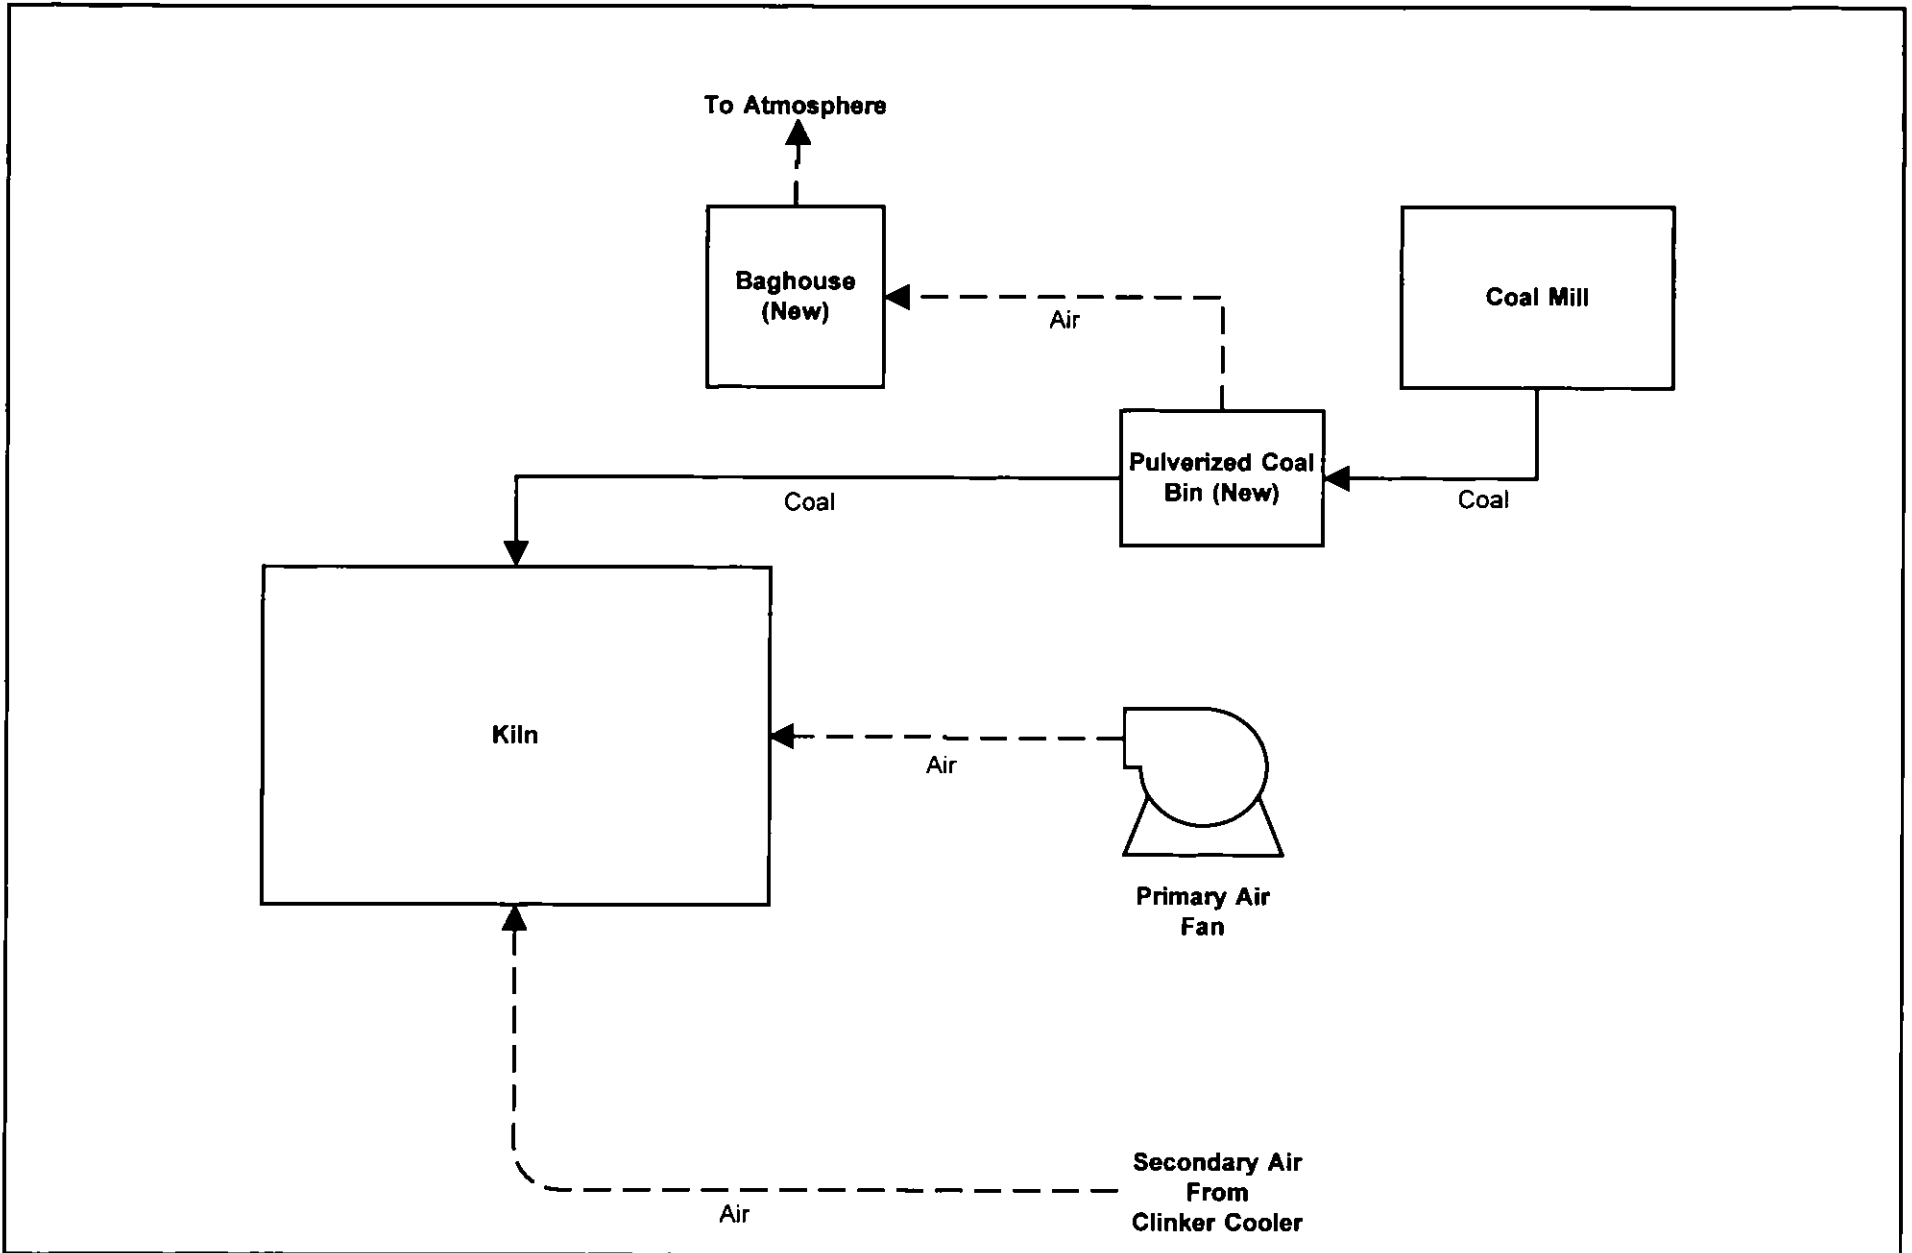 To Atmosphere
Baghouse
(New)
Air
Coal Mill
Pulverized Coal
Bin (New)
Coal
Coal
Kiln
Air
Primary Air
Fan
Secondary Air
From
Clinker Cooler
Air